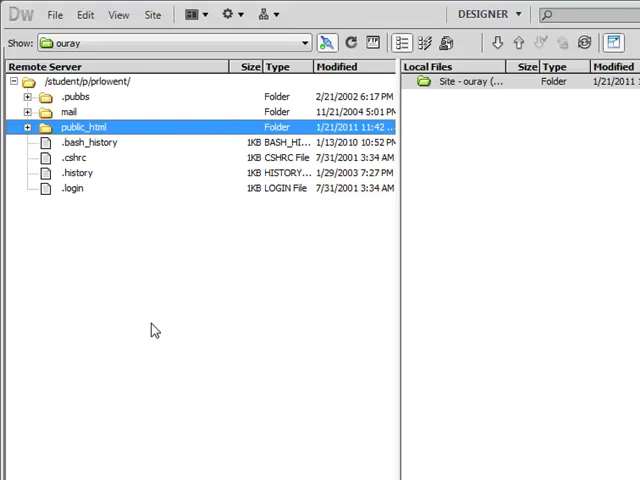 Dw File Edit View Site DESIGNER
Show: ouray
Remote Server Size Type Modified Local Files Size Type Modified
/student/p/prlowent/ Site - ouray (... Folder 1/21/2011
.pubbs Folder 2/21/2002 6:17 PM
mail Folder 11/21/2004 5:01 PM
public_html Folder 1/21/2011 11:42 ...
.bash_history 1KB BASH_HI... 1/13/2010 10:52 PM
.cshrc 1KB CSHRC File 7/31/2001 3:34 AM
.history 1KB HISTORY... 1/29/2003 7:27 PM
.login 1KB LOGIN File 7/31/2001 3:34 AM